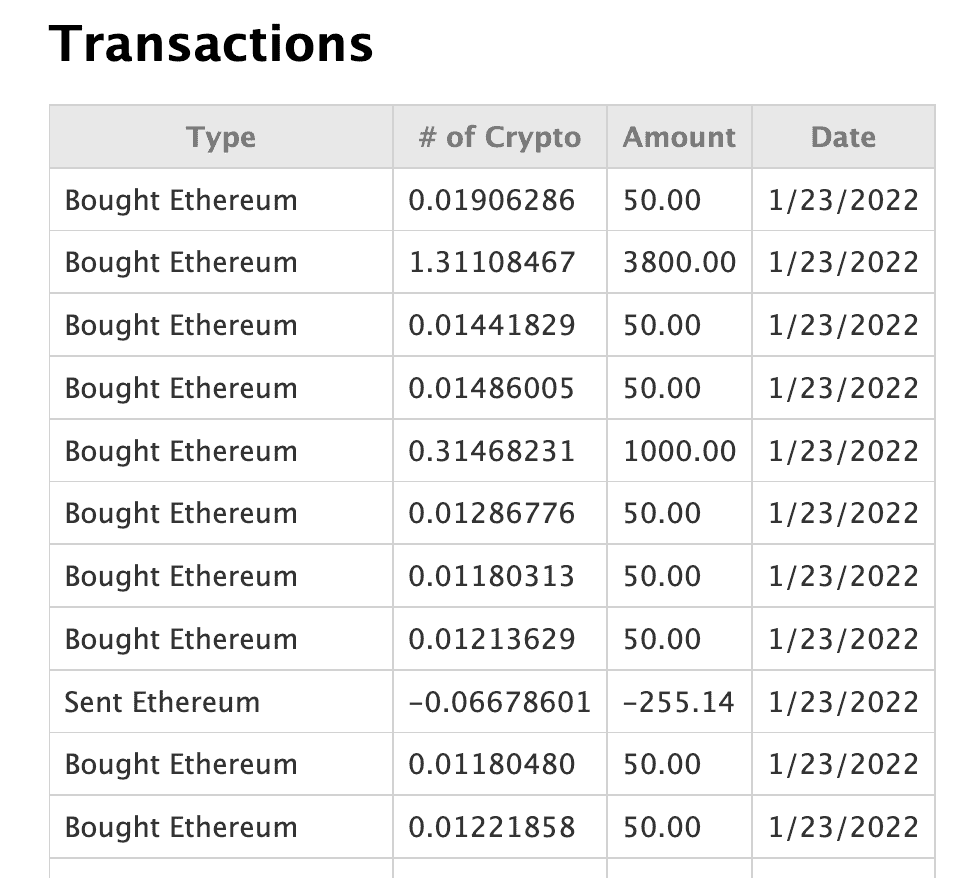 Transactions
Type # of Crypto Amount Date
Bought Ethereum 0.01906286 50.00 1/23/2022
Bought Ethereum 1.31108467 3800.00 1/23/2022
Bought Ethereum 0.01441829 50.00 1/23/2022
Bought Ethereum 0.01486005 50.00 1/23/2022
Bought Ethereum 0.31468231 1000.00 1/23/2022
Bought Ethereum 0.01286776 50.00 1/23/2022
Bought Ethereum 0.01180313 50.00 1/23/2022
Bought Ethereum 0.01213629 50.00 1/23/2022
Sent Ethereum -0.06678601 -255.14 1/23/2022
Bought Ethereum 0.01180480 50.00 1/23/2022
Bought Ethereum 0.01221858 50.00 1/23/2022